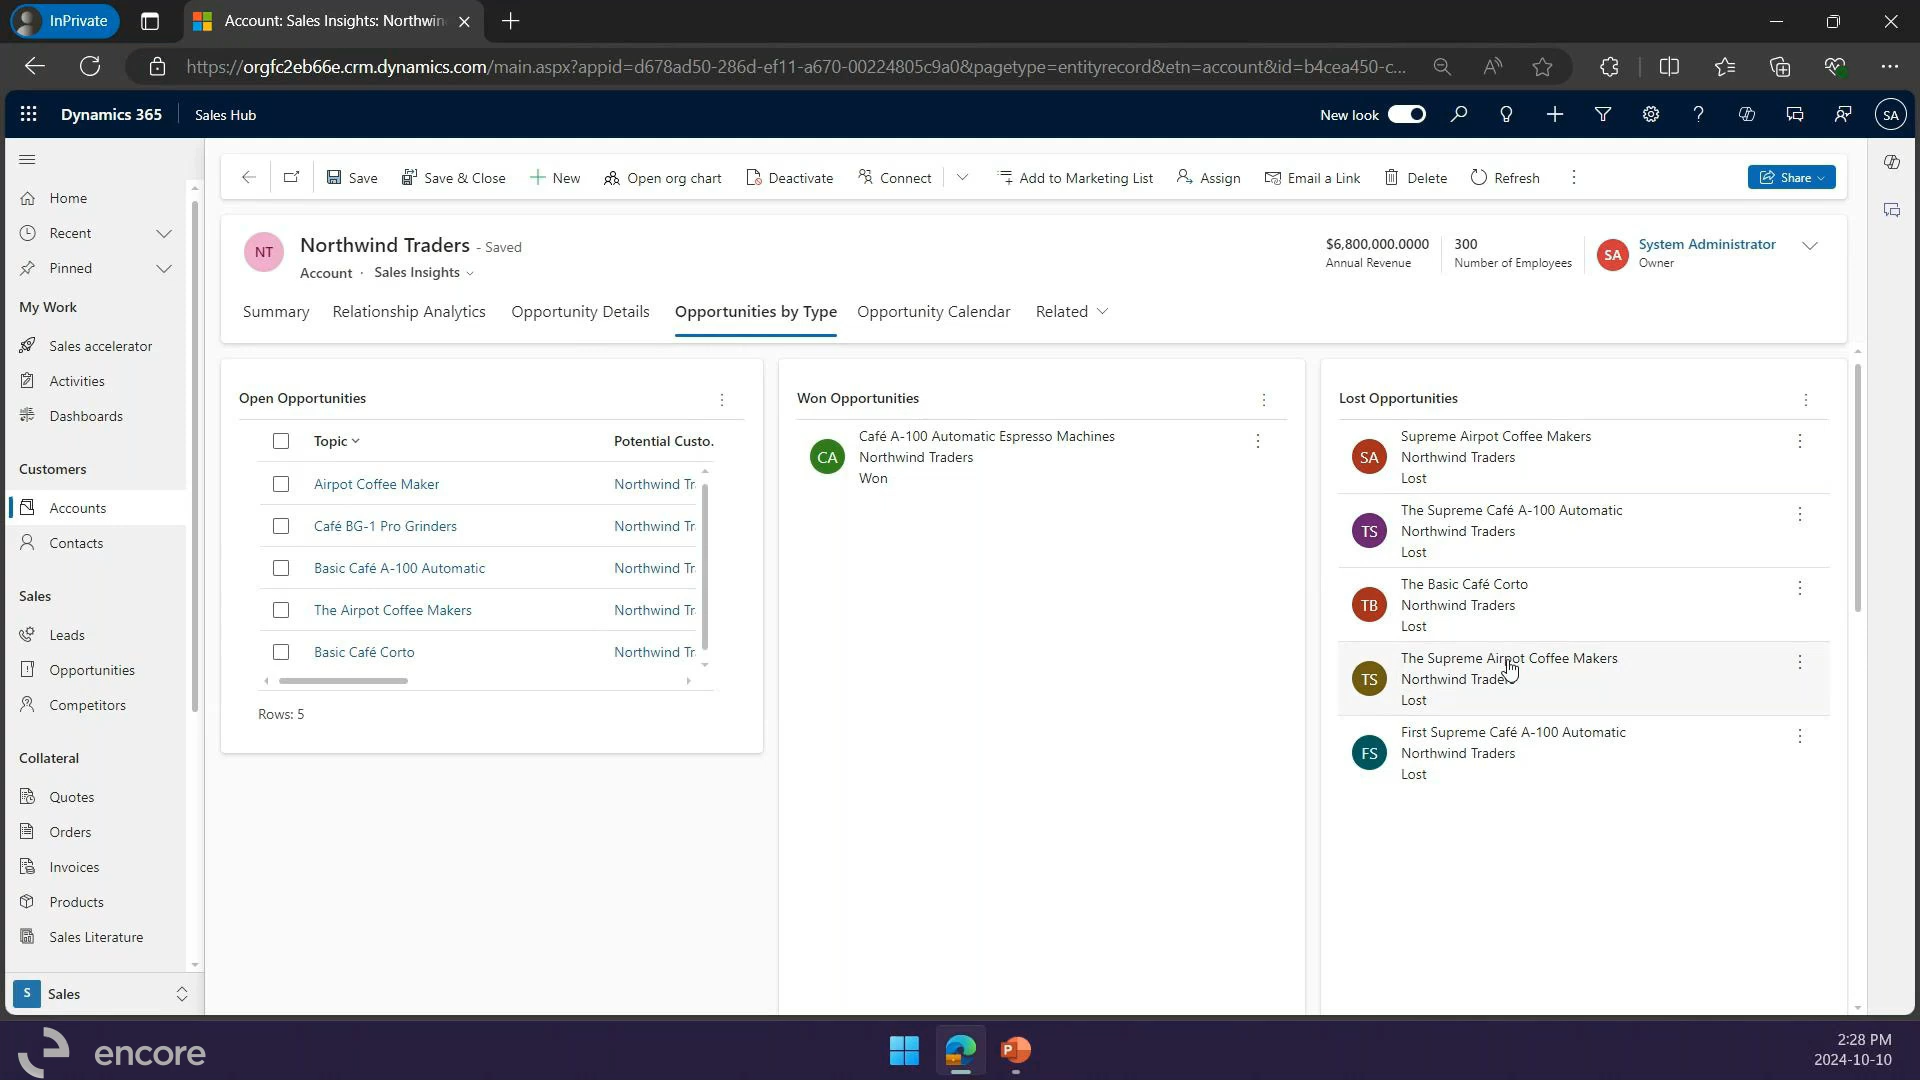 InPrivate
Account: Sales Insights: Northwin
https://orgfc2eb66e.crm.dynamics.com/main.aspx?appid=d678ad50-286d-ef11-a670-00224805c9a0&pagetype=entityrecord&etn=account&id=b4cea450-c...
Dynamics 365
Sales Hub
New look
SA
Save
Save & Close
New
Open org chart
Deactivate
Connect
Add to Marketing List
Assign
Email a Link
Delete
Refresh
Share
Home
Recent
Pinned
My Work
Sales accelerator
Activities
Dashboards
Customers
Accounts
Contacts
Sales
Leads
Opportunities
Competitors
Collateral
Quotes
Orders
Invoices
Products
Sales Literature
S Sales
NT
Northwind Traders - Saved
Account · Sales Insights
$6,800,000.0000
Annual Revenue
300
Number of Employees
SA
System Administrator
Owner
Summary
Relationship Analytics
Opportunity Details
Opportunities by Type
Opportunity Calendar
Related
Open Opportunities
Topic
Potential Custo.
Airpot Coffee Maker
Northwind Tr
Café BG-1 Pro Grinders
Northwind Tr
Basic Café A-100 Automatic
Northwind Tr
The Airpot Coffee Makers
Northwind Tr
Basic Café Corto
Northwind Tr
Rows: 5
Won Opportunities
CA
Café A-100 Automatic Espresso Machines
Northwind Traders
Won
Lost Opportunities
SA
Supreme Airpot Coffee Makers
Northwind Traders
Lost
TS
The Supreme Café A-100 Automatic
Northwind Traders
Lost
TB
The Basic Café Corto
Northwind Traders
Lost
TS
The Supreme Airpot Coffee Makers
Northwind Traders
Lost
FS
First Supreme Café A-100 Automatic
Northwind Traders
Lost
encore
P
2:28 PM
2024-10-10